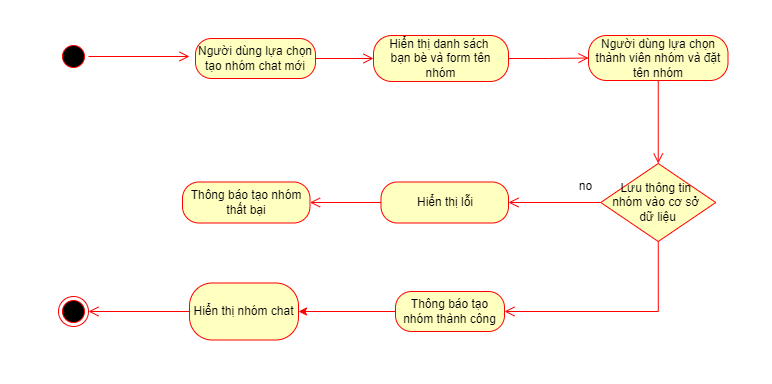 Người dùng lựa chọn
tạo nhóm chat mới
Hiển thị danh sách
bạn bè và form tên
nhóm
Người dùng lựa chọn
thành viên nhóm và đặt
tên nhóm
Lưu thông tin
nhóm vào cơ sở
dữ liệu
no
Hiển thị lỗi
Thông báo tạo nhóm
thất bại
Thông báo tạo
nhóm thành công
Hiển thị nhóm chat